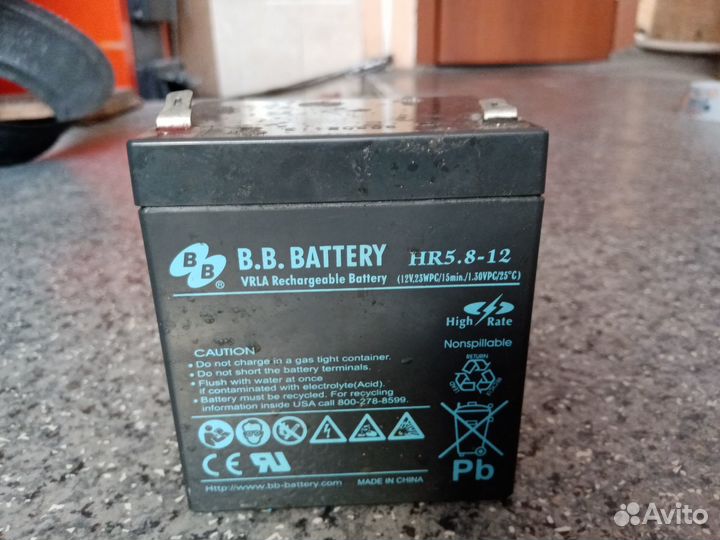 BB
®
B.B. BATTERY
VRLA Rechargeable Battery
HR5.8-12
(12V,23WPC/15min./1.30VPC/25°C)
High Rate
Nonspillable
CAUTION
• Do not charge in a gas tight container.
• Do not short the battery terminals.
• Flush with water at once
if contaminated with electrolyte(Acid).
• Battery must be recycled. For recycling
information inside USA call 800-278-8599.
RETURN
Pb
CE
Http://www.bb-battery.com
MADE IN CHINA
Avito